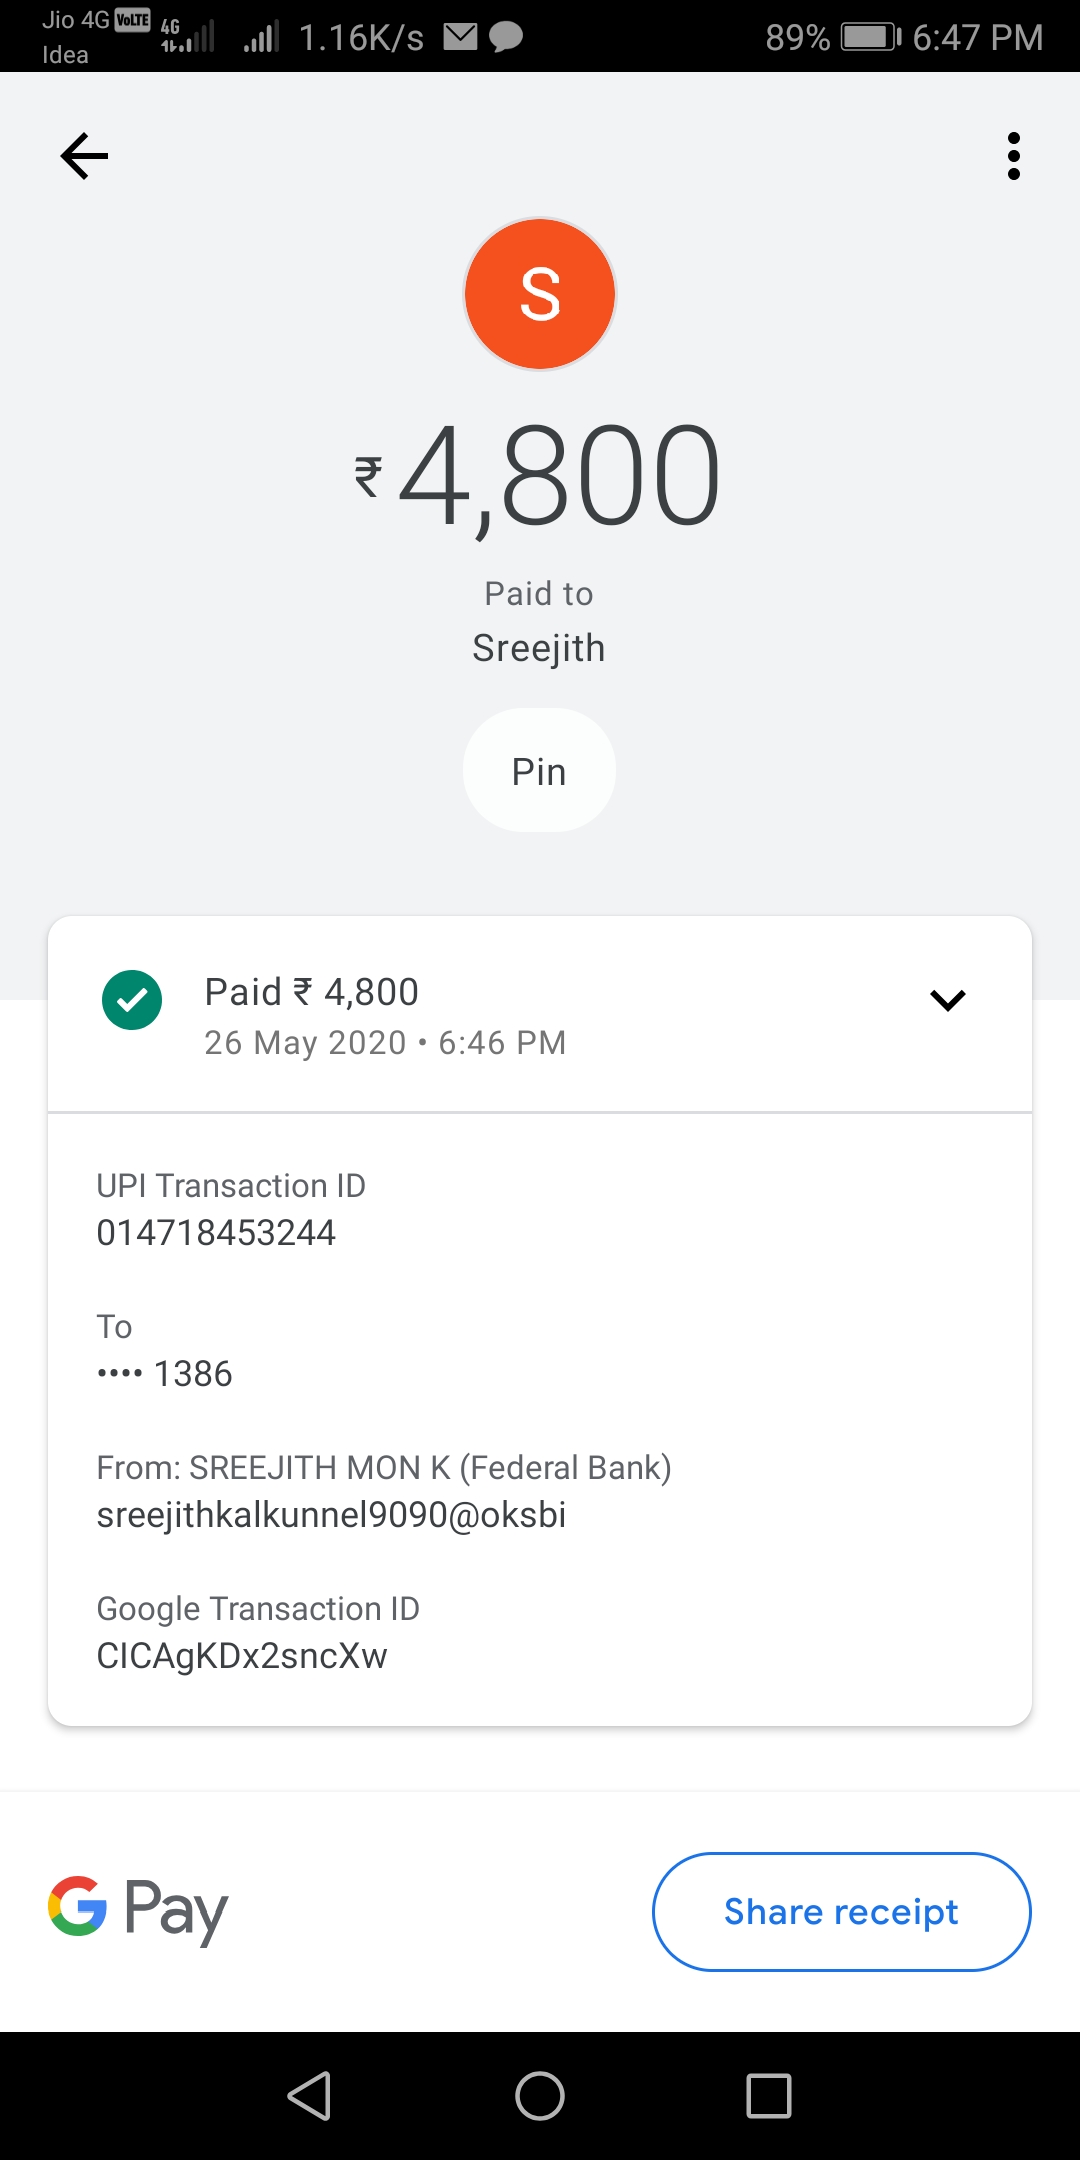 Jio 4G VoLTE 4G 1.16K/s 89% 6:47 PM
Idea
S
₹4,800
Paid to
Sreejith
Pin
Paid ₹ 4,800
26 May 2020 • 6:46 PM
UPI Transaction ID
014718453244
To
•••• 1386
From: SREEJITH MON K (Federal Bank)
sreejithkalkunnel9090@oksbi
Google Transaction ID
CICAgKDx2sncXw
G Pay
Share receipt